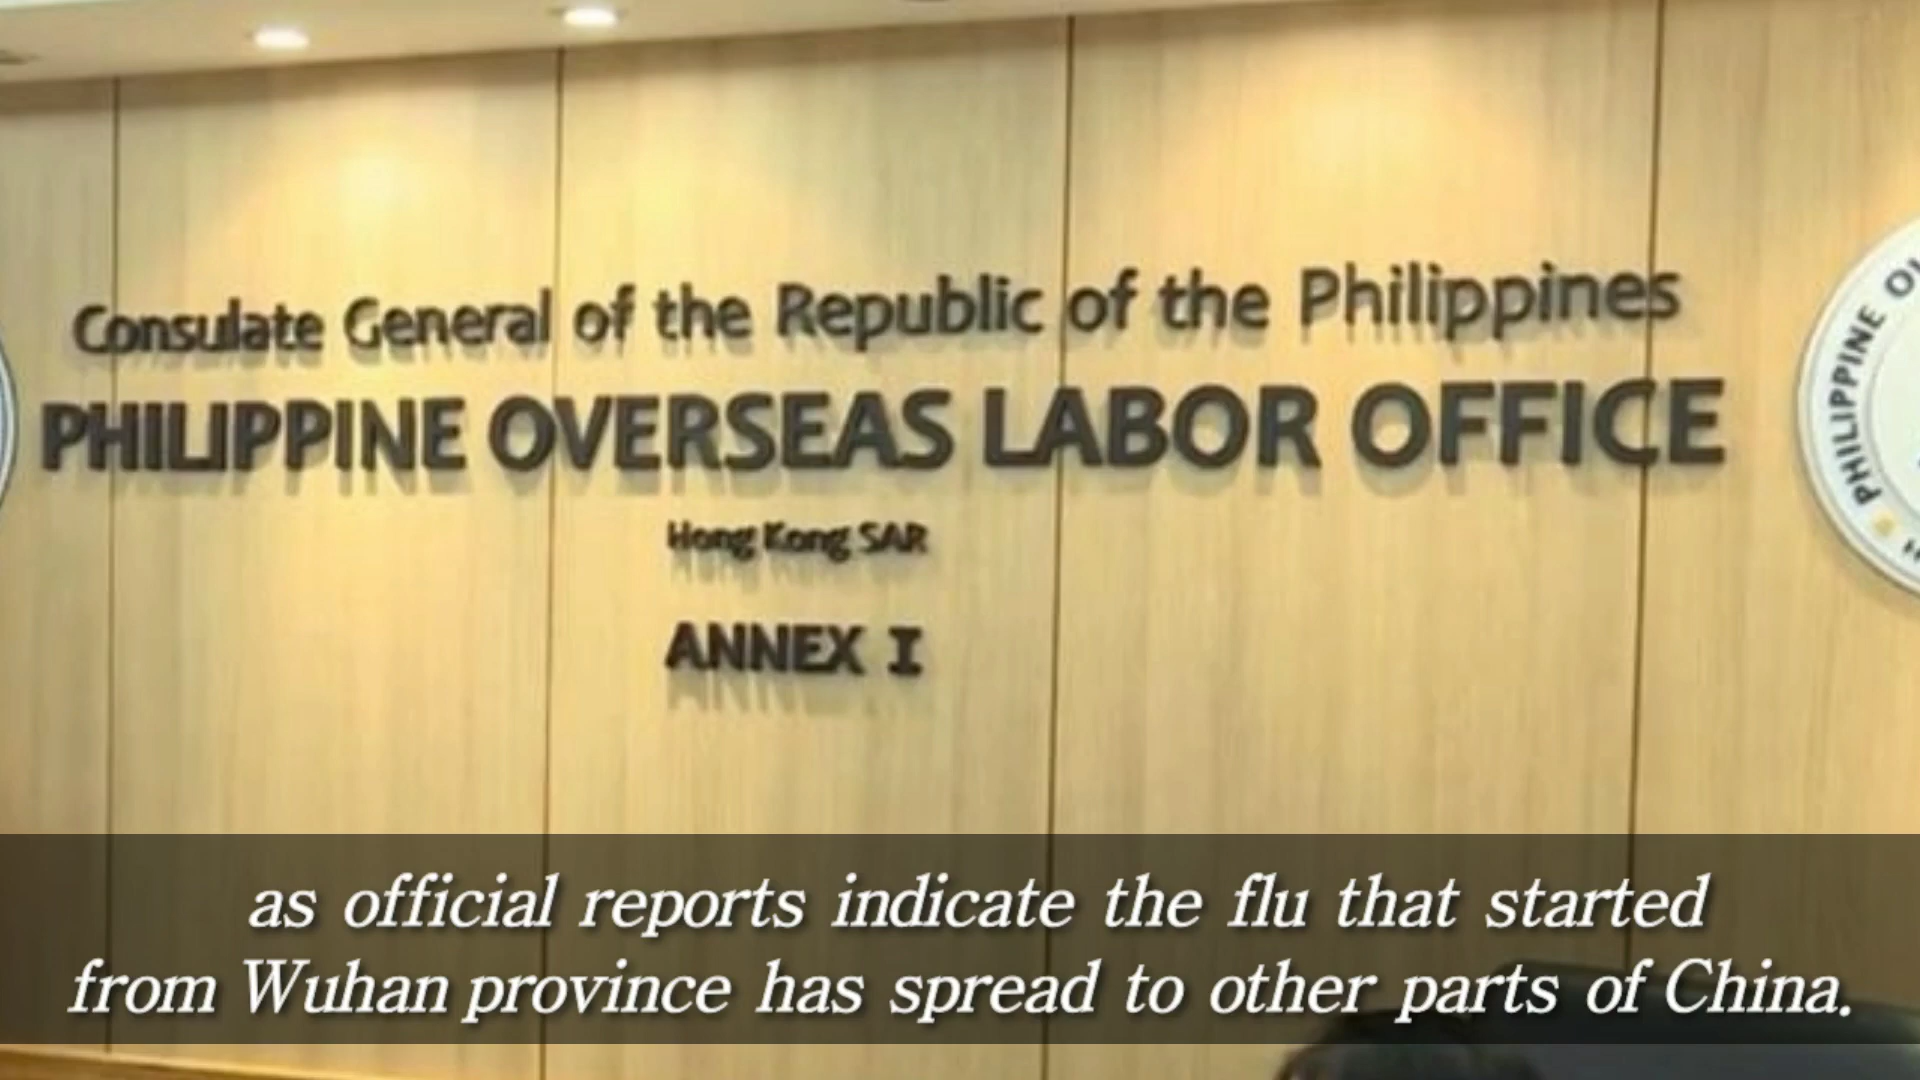 Consulate General of the Republic of the Philippines
PHILIPPINE OVERSEAS LABOR OFFICE
Hong Kong SAR
ANNEX I
PHILIPPINE
as official reports indicate the flu that started
from Wuhan province has spread to other parts of China.